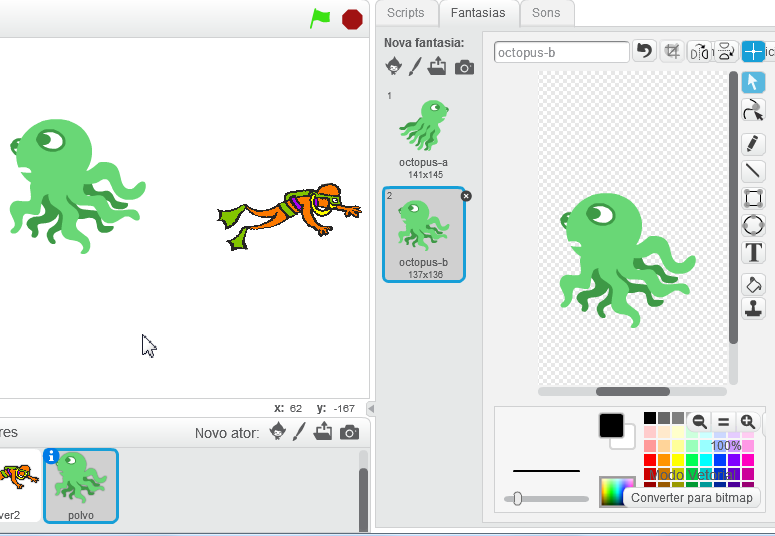 Scripts
Fantasias
Sons
Nova fantasia:
octopus-b
1
octopus-a
141x145
2
octopus-b
137x136
T
x: 62 y: -167
res
Novo ator:
ver2
polvo
100%
Modo Vetorial
Converter para bitmap